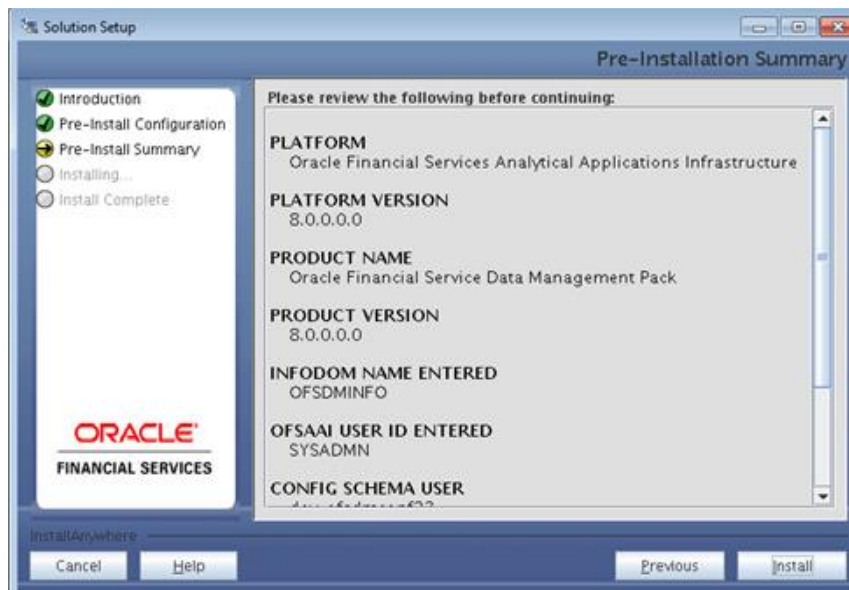 Solution Setup
Pre-Installation Summary
Introduction
Pre-Install Configuration
Pre-Install Summary
Installing...
Install Complete
ORACLE
FINANCIAL SERVICES
Please review the following before continuing:
PLATFORM
Oracle Financial Services Analytical Applications Infrastructure
PLATFORM VERSION
8.0.0.0.0
PRODUCT NAME
Oracle Financial Service Data Management Pack
PRODUCT VERSION
8.0.0.0.0
INFODOM NAME ENTERED
OFSDMINFO
OFSAAI USER ID ENTERED
SYSADMN
CONFIG SCHEMA USER
InstallAnywhere
Cancel
Help
Previous
Install